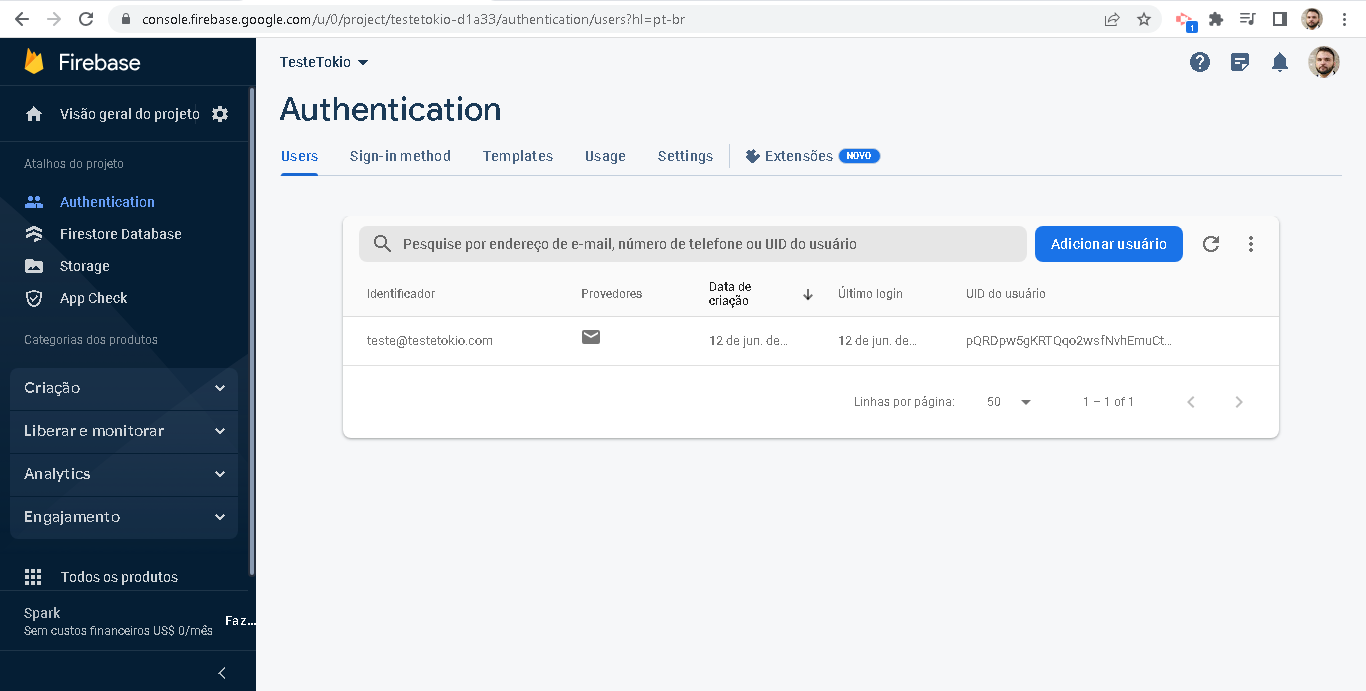 console.firebase.google.com/u/0/project/testetokio-d1a33/authentication/users?hl=pt-br
1
Firebase
TesteTokio
Visão geral do projeto
Authentication
Atalhos do projeto
Users Sign-in method Templates Usage Settings Extensões NOVO
Authentication
Firestore Database
Storage
App Check
Categorias dos produtos
Criação
Liberar e monitorar
Analytics
Engajamento
Todos os produtos
Spark
Sem custos financeiros US$ 0/mês
Faz...
Pesquise por endereço de e-mail, número de telefone ou UID do usuário
Adicionar usuário
Identificador Provedores Data de criação Último login UID do usuário
teste@testetokio.com 12 de jun. de... 12 de jun. de... pQRDpw5gKRTQqo2wsfNvhEmuCt...
Linhas por página: 50 1 – 1 of 1